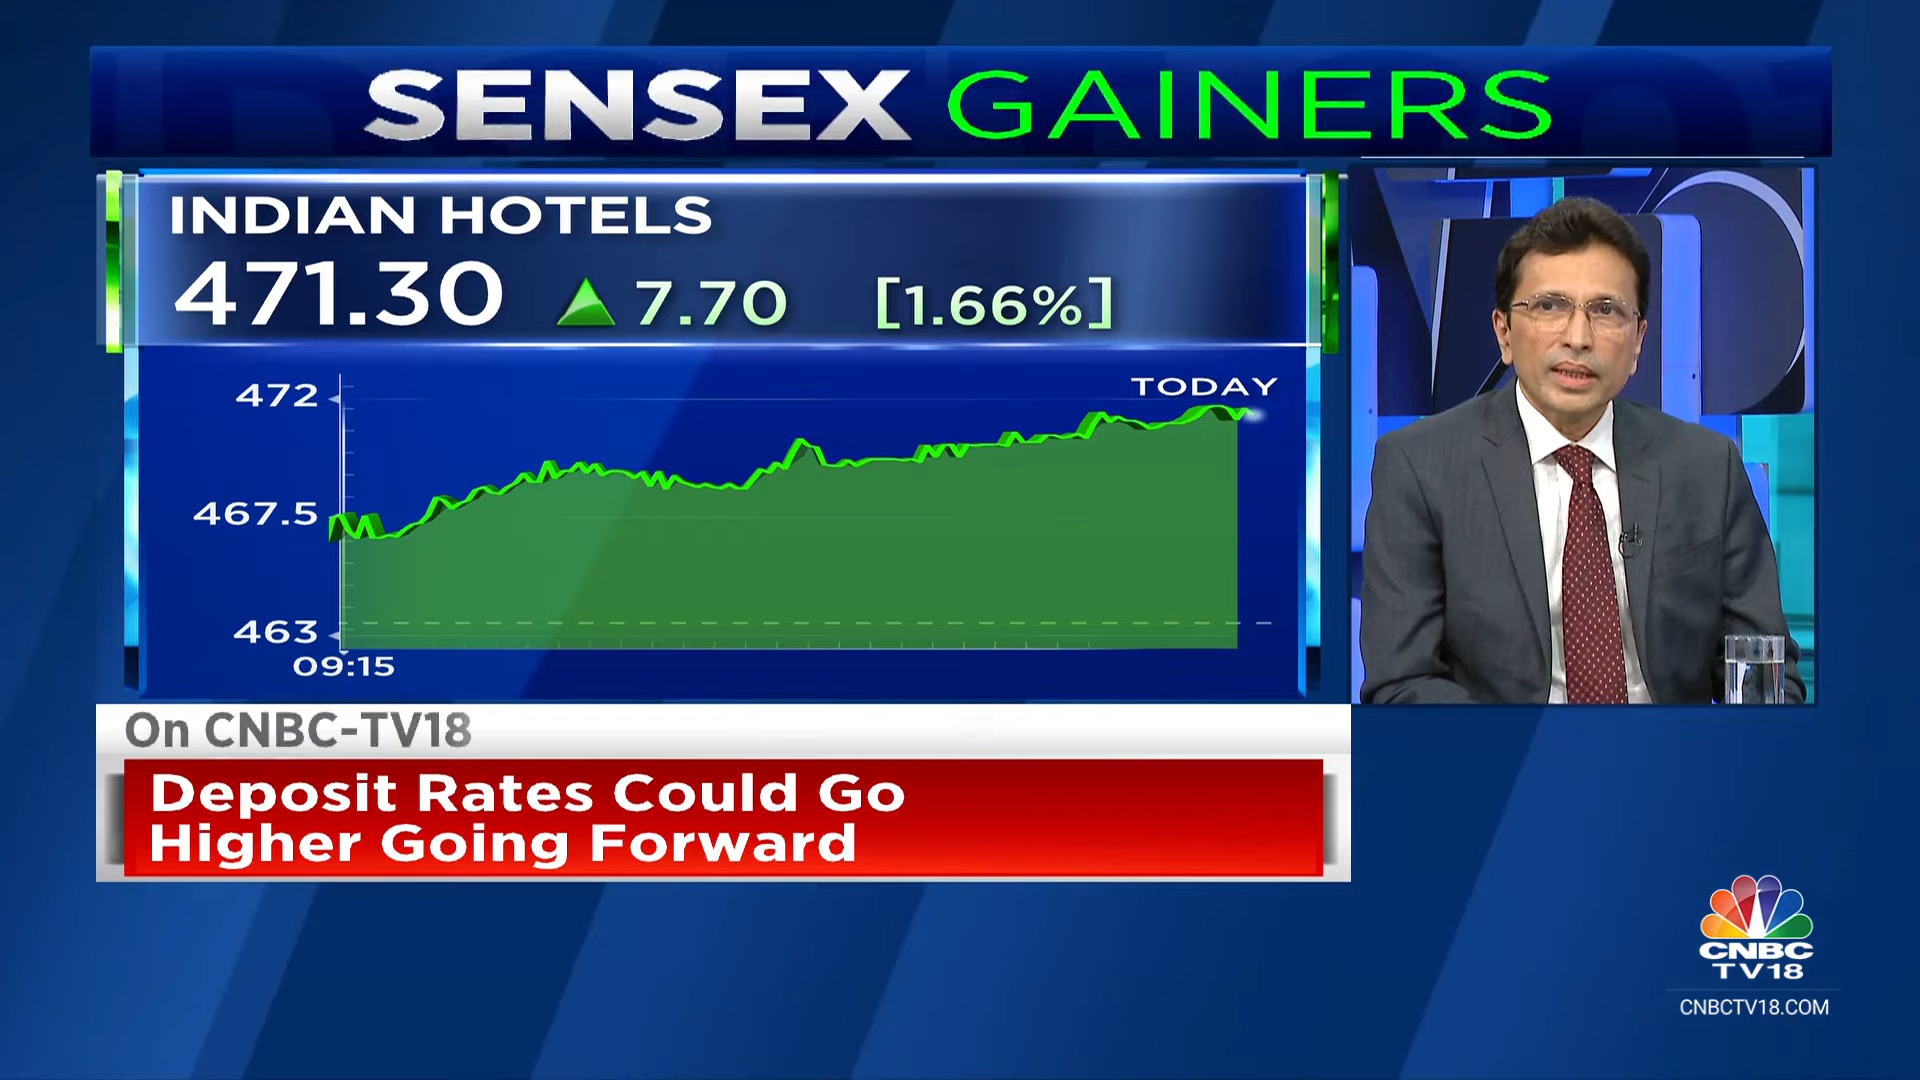 SENSEX GAINERS
INDIAN HOTELS
471.30 ▲ 7.70 [1.66%]
TODAY
472
467.5
463
09:15
On CNBC-TV18
Deposit Rates Could Go
Higher Going Forward
CNBC
TV18
CNBCTV18.COM